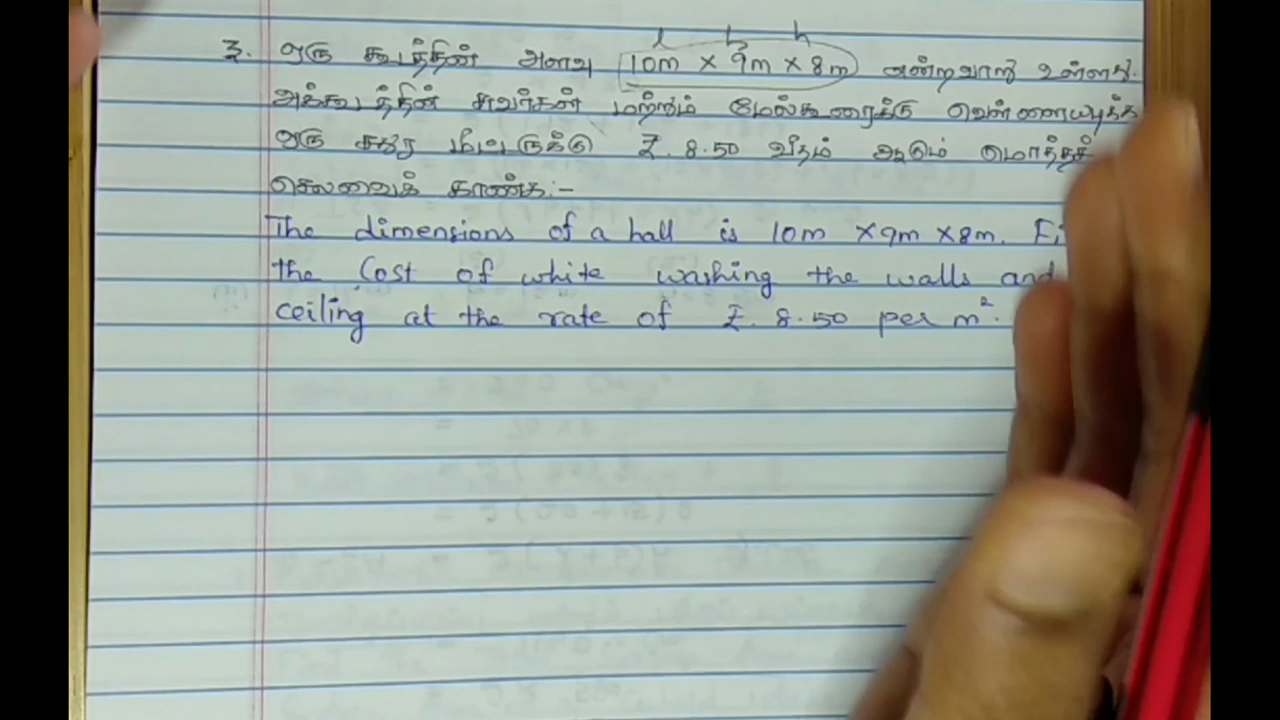 l b h
3. ஒரு கூடத்தின் அளவு 10m × 9m × 8m என்றவாறு உள்ளது.
அக்கூடத்தின் சுவர்கள் மற்றும் மேல்கூரைக்கு வெள்ளையடிக்க
ஒரு சதுர மீட்டருக்கு ₹. 8.50 வீதம் ஆகும் மொத்தச்
செலவைக் காண்க:-
The dimensions of a hall is 10m × 9m × 8m.
the Cost of white washing the walls and
ceiling at the rate of ₹. 8.50 per m².